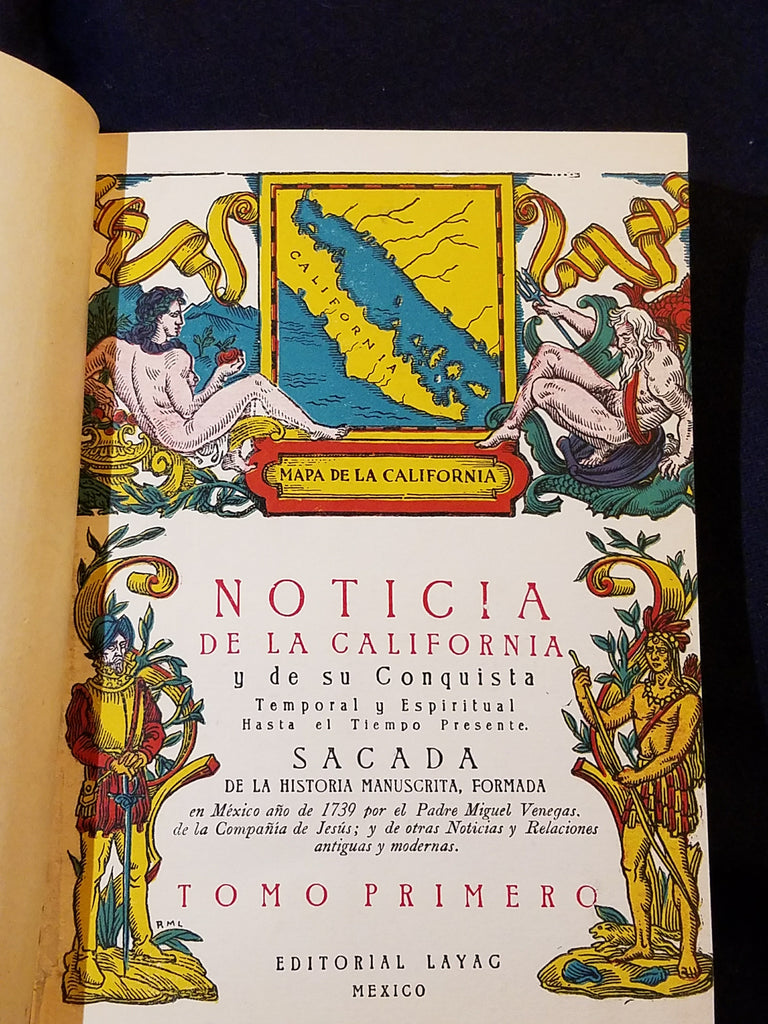 CALIFORNIA
MAPA DE LA CALIFORNIA
NOTICIA
DE LA CALIFORNIA
y de su Conquista
Temporal y Espiritual
Hasta el Tiempo Presente.
SACADA
DE LA HISTORIA MANUSCRITA, FORMADA
en México año de 1739 por el Padre Miguel Venegas.
de la Compañía de Jesús; y de otras Noticias y Relaciones
antiguas y modernas.
TOMO PRIMERO
RML
EDITORIAL LAYAC
MEXICO